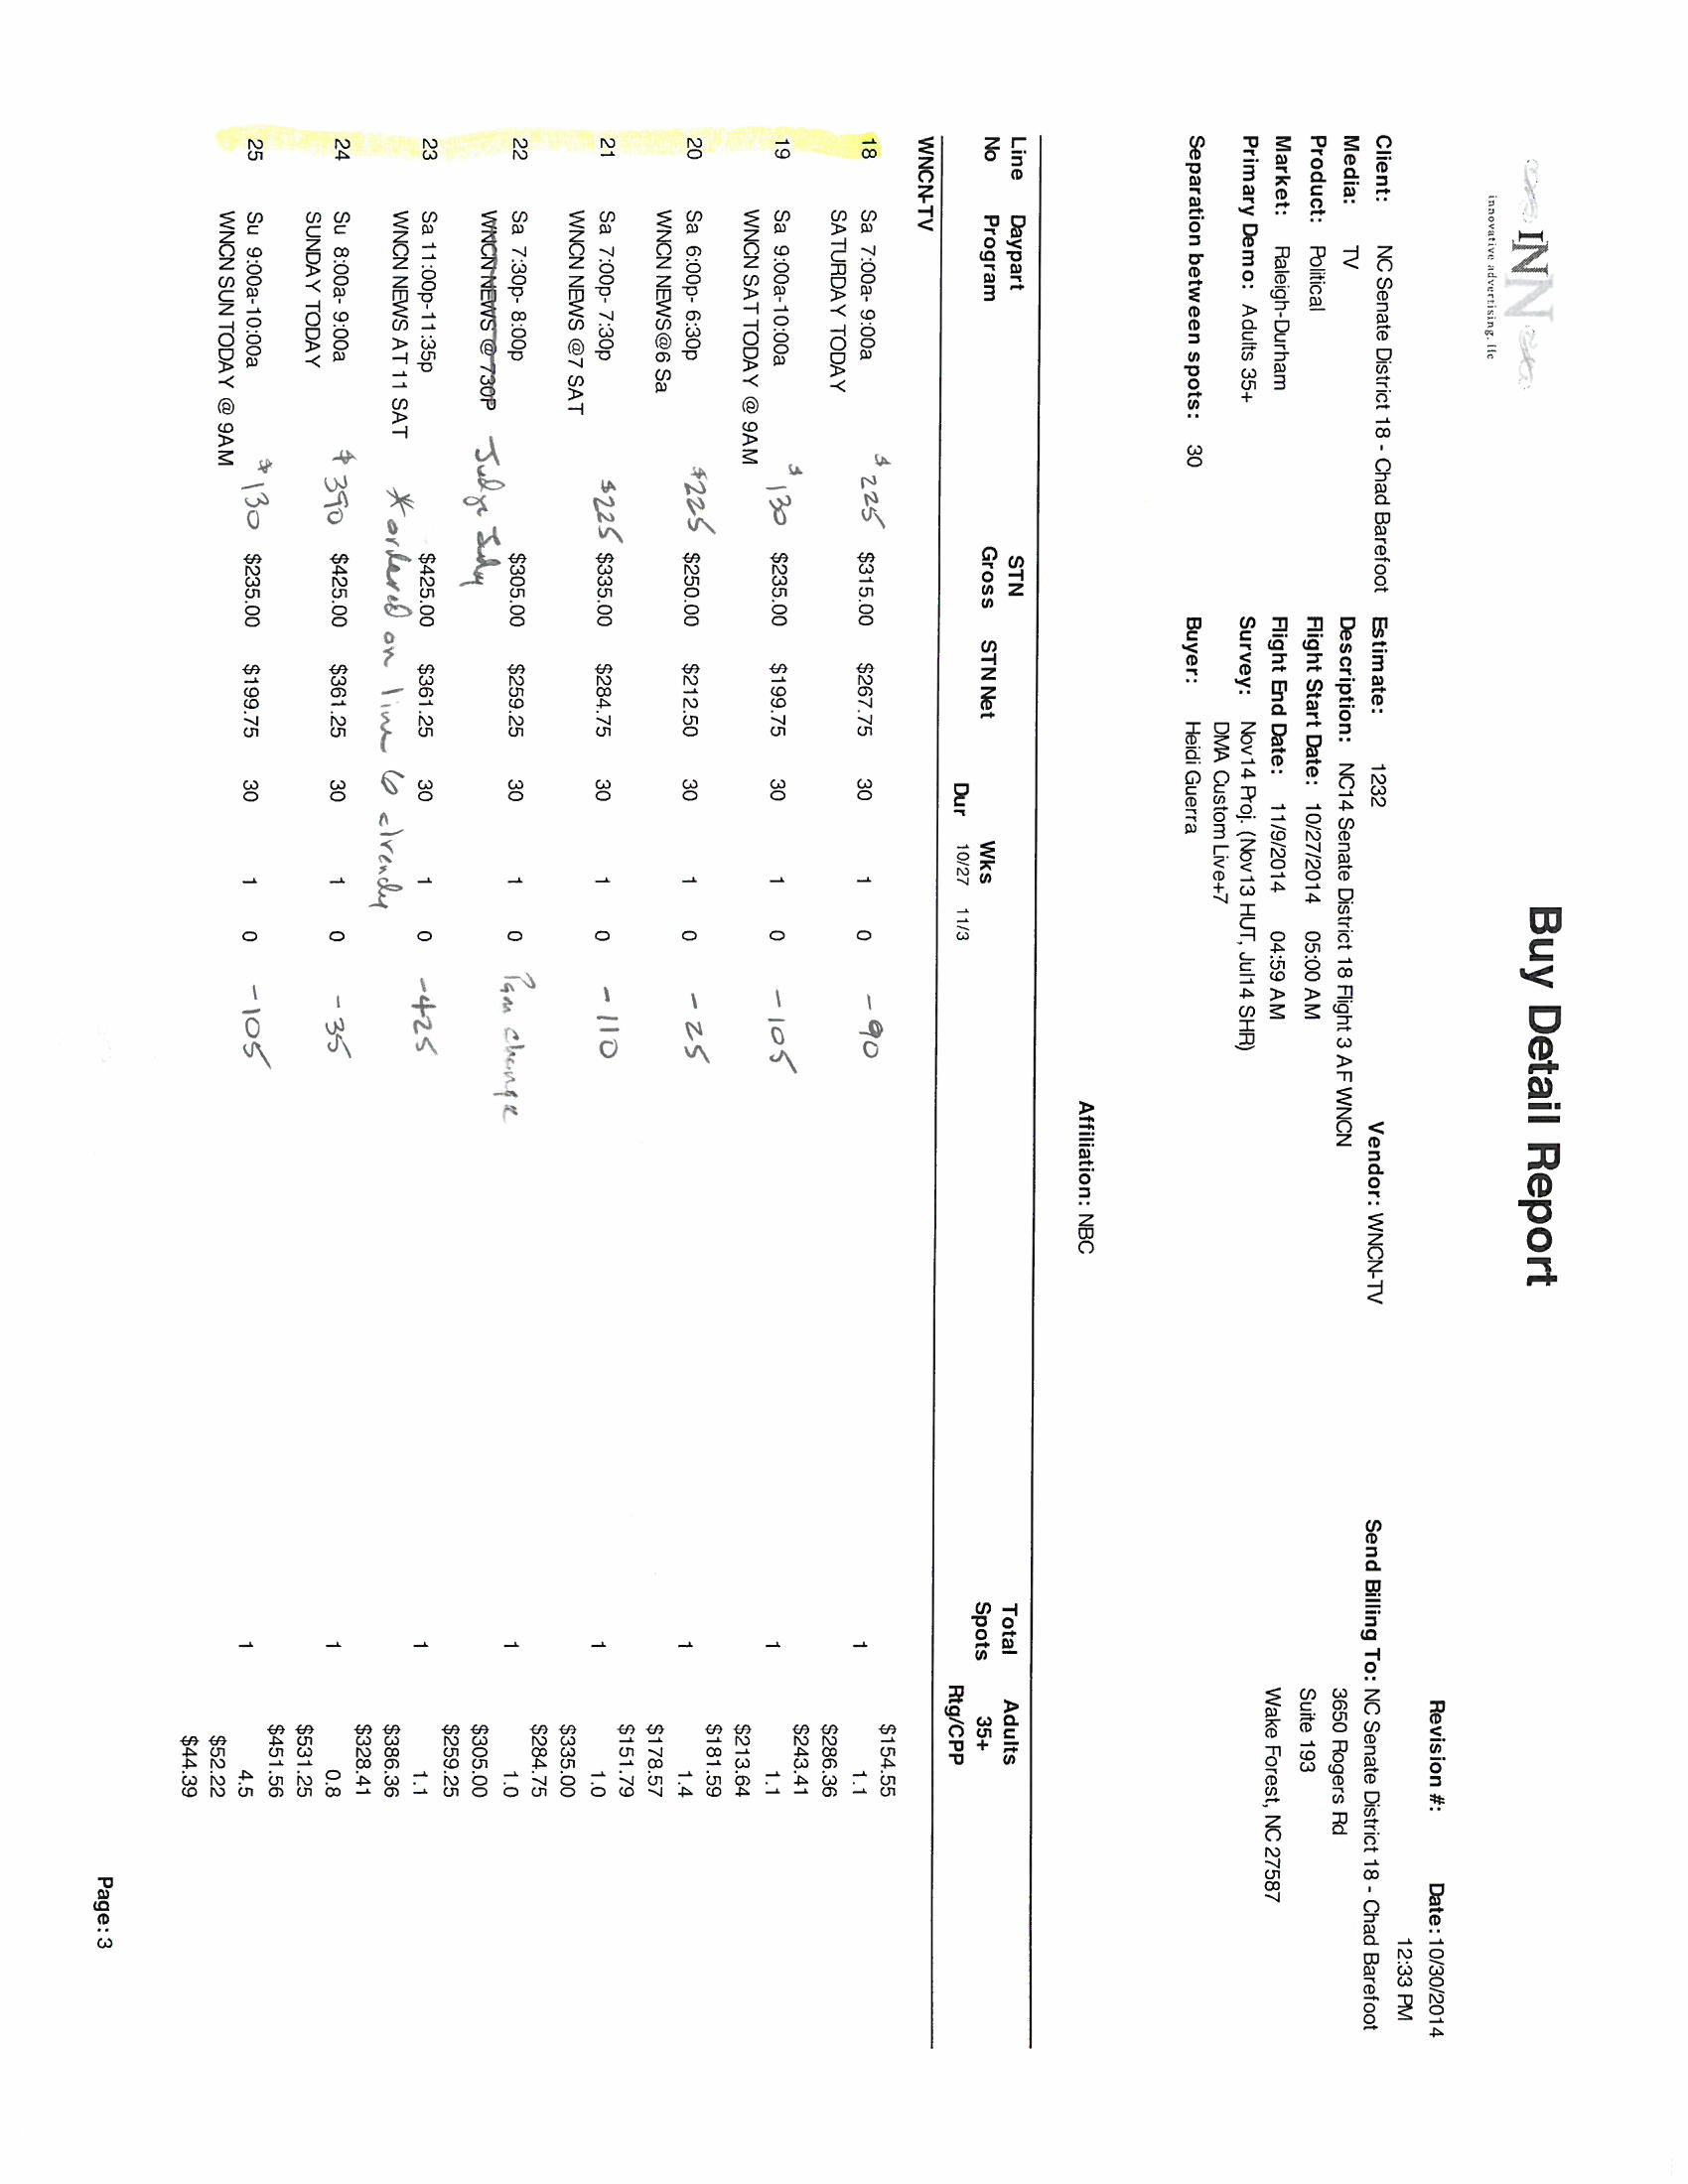 INN
innovative advertising, llc
Buy Detail Report
Revision #: Date: 10/30/2014
12:33 PM
Client: NC Senate District 18 - Chad Barefoot Estimate: 1232 Vendor: WNCN-TV Send Billing To: NC Senate District 18 - Chad Barefoot
Media: TV Description: NC14 Senate District 18 Flight 3 AF WNCN 3650 Rogers Rd
Product: Political Flight Start Date: 10/27/2014 05:00 AM Suite 193
Market: Raleigh-Durham Flight End Date: 11/9/2014 04:59 AM Wake Forest, NC 27587
Primary Demo: Adults 35+ Survey: Nov14 Proj. (Nov13 HUT, Jul14 SHR)
DMA Custom Live+7
Separation between spots: 30 Buyer: Heidi Guerra
Affiliation: NBC
Line Daypart STN Wks Total Adults
No Program Gross STN Net Dur 10/27 11/3 Spots 35+
Rtg/CPP
WNCN-TV
$154.55
18 Sa 7:00a- 9:00a $225 $315.00 $267.75 30 1 0 -90 1 1.1
SATURDAY TODAY $286.36
$243.41
19 Sa 9:00a-10:00a $130 $235.00 $199.75 30 1 0 -105 1 1.1
WNCN SAT TODAY @ 9AM $213.64
$181.59
20 Sa 6:00p- 6:30p $225 $250.00 $212.50 30 1 0 -25 1 1.4
WNCN NEWS@6 Sa $178.57
$151.79
21 Sa 7:00p- 7:30p $225 $335.00 $284.75 30 1 0 -110 1 1.0
WNCN NEWS @7 SAT $335.00
$284.75
22 Sa 7:30p- 8:00p $305.00 $259.25 30 1 0 Pgm change 1 1.0
WNCN NEWS @ 730P Judge Judy $305.00
$259.25
23 Sa 11:00p-11:35p $425.00 $361.25 30 1 0 -425 1 1.1
WNCN NEWS AT 11 SAT * ordered on line 6 already $386.36
$328.41
24 Su 8:00a- 9:00a $390 $425.00 $361.25 30 1 0 -35 1 0.8
SUNDAY TODAY $531.25
$451.56
25 Su 9:00a-10:00a $130 $235.00 $199.75 30 1 0 -105 1 4.5
WNCN SUN TODAY @ 9AM $52.22
$44.39
Page: 3